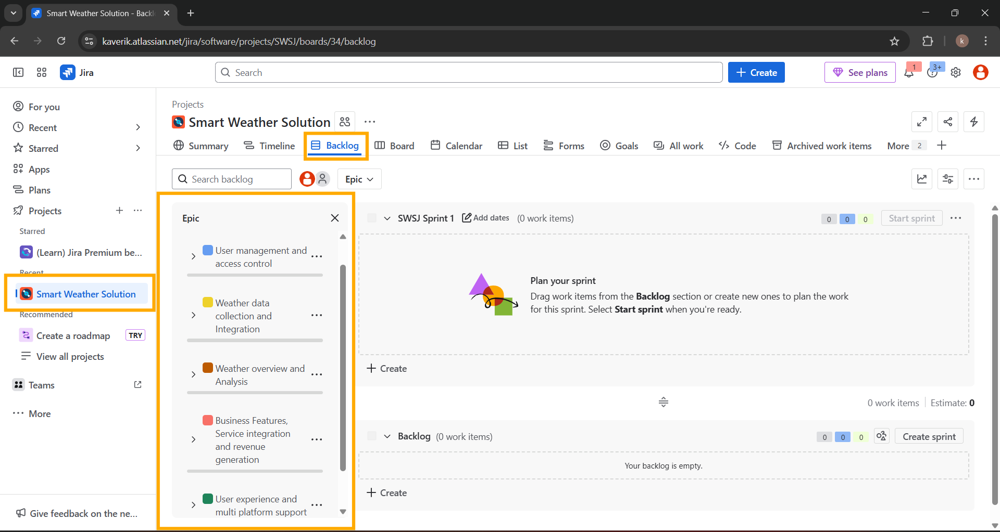 Smart Weather Solution - Backl
kaverik.atlassian.net/jira/software/projects/SWSJ/boards/34/backlog
k
Jira
Search
Create
See plans
1
3+
For you
Recent
Starred
Apps
Plans
Projects
Starred
(Learn) Jira Premium be...
Recent
Smart Weather Solution
Recommended
Create a roadmap
TRY
View all projects
Teams
More
Give feedback on the ne...
Projects
Smart Weather Solution
Summary
Timeline
Backlog
Board
Calendar
List
Forms
Goals
All work
Code
Archived work items
More 2
Search backlog
Epic
Epic
User management and
access control
Weather data
collection and
Integration
Weather overview and
Analysis
Business Features,
Service integration
and revenue
generation
User experience and
multi platform support
SWSJ Sprint 1
Add dates
(0 work items)
0 0 0
Start sprint
Plan your sprint
Drag work items from the Backlog section or create new ones to plan the work
for this sprint. Select Start sprint when you're ready.
Create
0 work items
Estimate: 0
Backlog (0 work items)
0 0 0
Create sprint
Your backlog is empty.
Create